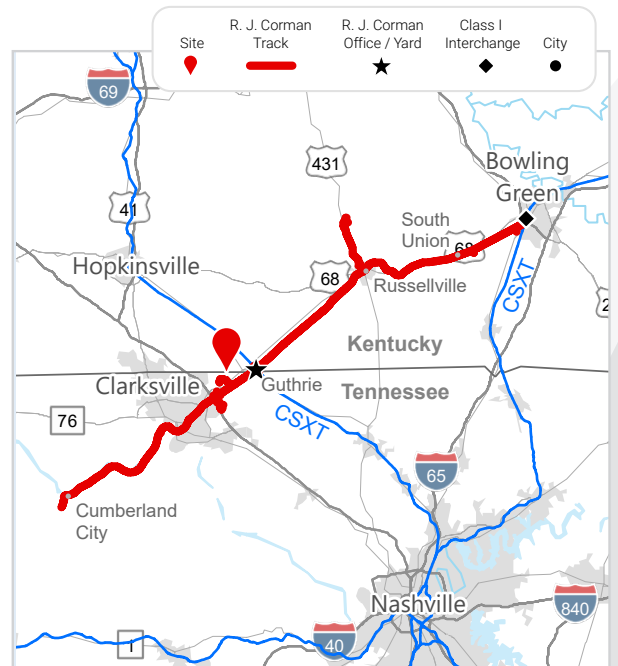 R. J. Corman
Track
R. J. Corman
Office / Yard
Class I
Interchange
Site
City
69
Bowling
Green
431
41
South
Union
68
Hopkinsville
68
Russellville
CSXT
2
Kentucky
Clarksville
Guthrie
Tennessee
76
CSXT
65
Cumberland
City
Nashville
840
1
40